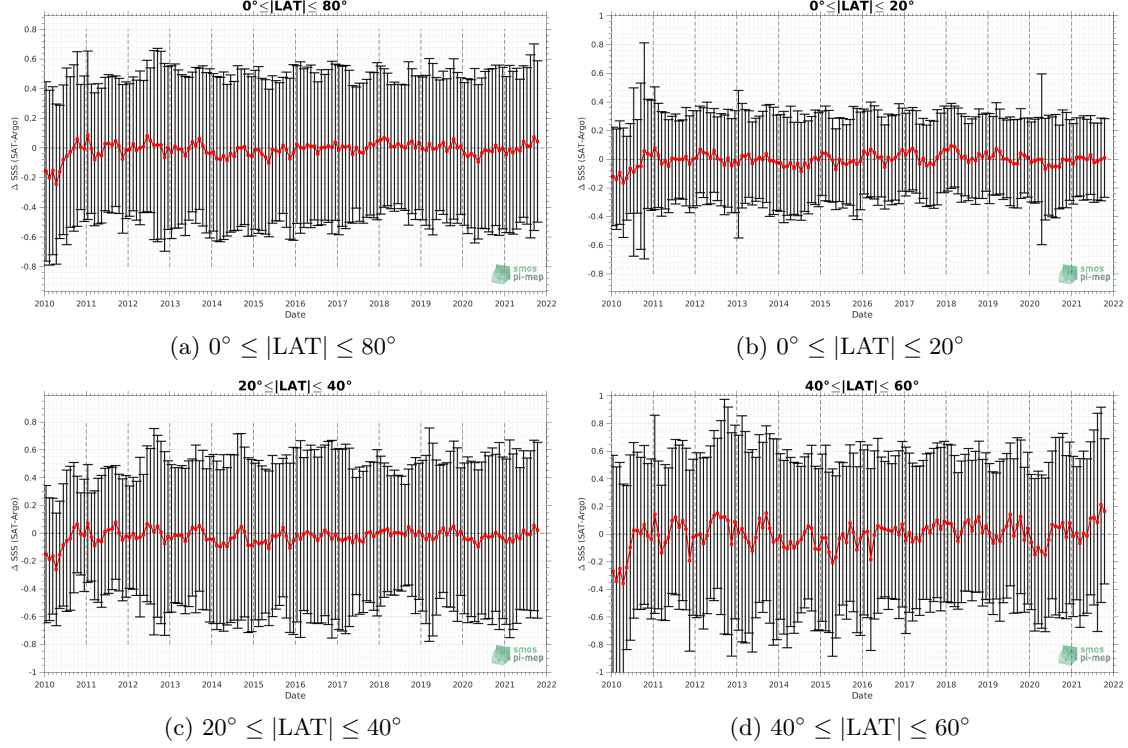 0°≤|LAT|≤ 80°
0.8
0.6
0.4
0.2
0
-0.2
-0.4
-0.6
-0.8
Δ SSS (SAT-Argo)
2010 2011 2012 2013 2014 2015 2016 2017 2018 2019 2020 2021 2022
Date
smos
pi-mep
(a) 0° ≤ |LAT| ≤ 80°
0°≤|LAT|≤ 20°
1
0.8
0.6
0.4
0.2
0
-0.2
-0.4
-0.6
-0.8
Δ SSS (SAT-Argo)
2010 2011 2012 2013 2014 2015 2016 2017 2018 2019 2020 2021 2022
Date
smos
pi-mep
(b) 0° ≤ |LAT| ≤ 20°
20°≤|LAT|≤ 40°
0.8
0.6
0.4
0.2
0
-0.2
-0.4
-0.6
-0.8
-1
Δ SSS (SAT-Argo)
2010 2011 2012 2013 2014 2015 2016 2017 2018 2019 2020 2021 2022
Date
smos
pi-mep
(c) 20° ≤ |LAT| ≤ 40°
40°≤|LAT|≤ 60°
1
0.8
0.6
0.4
0.2
0
-0.2
-0.4
-0.6
-0.8
-1
Δ SSS (SAT-Argo)
2010 2011 2012 2013 2014 2015 2016 2017 2018 2019 2020 2021 2022
Date
smos
pi-mep
(d) 40° ≤ |LAT| ≤ 60°